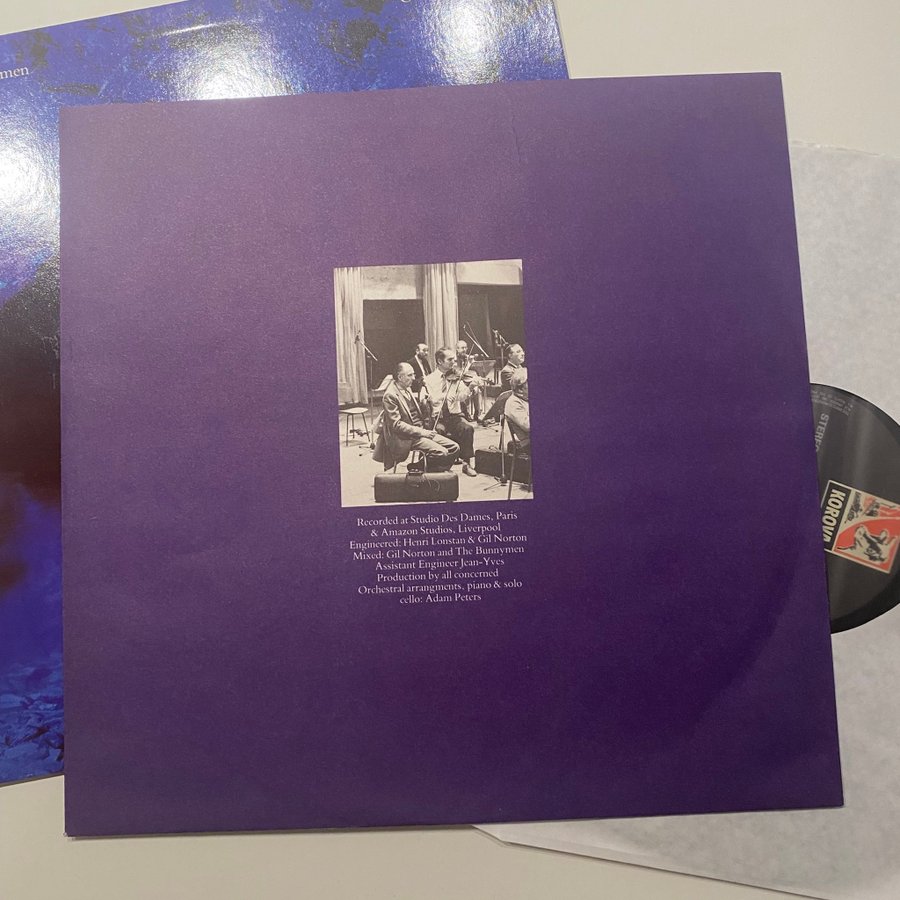 men
Recorded at Studio Des Dames, Paris
& Amazon Studios, Liverpool
Engineered: Henri Lonstan & Gil Norton
Mixed: Gil Norton and The Bunnymen
Assistant Engineer Jean-Yves
Production by all concerned
Orchestral arrangments, piano & solo
cello: Adam Peters
STEREO
KOROVA